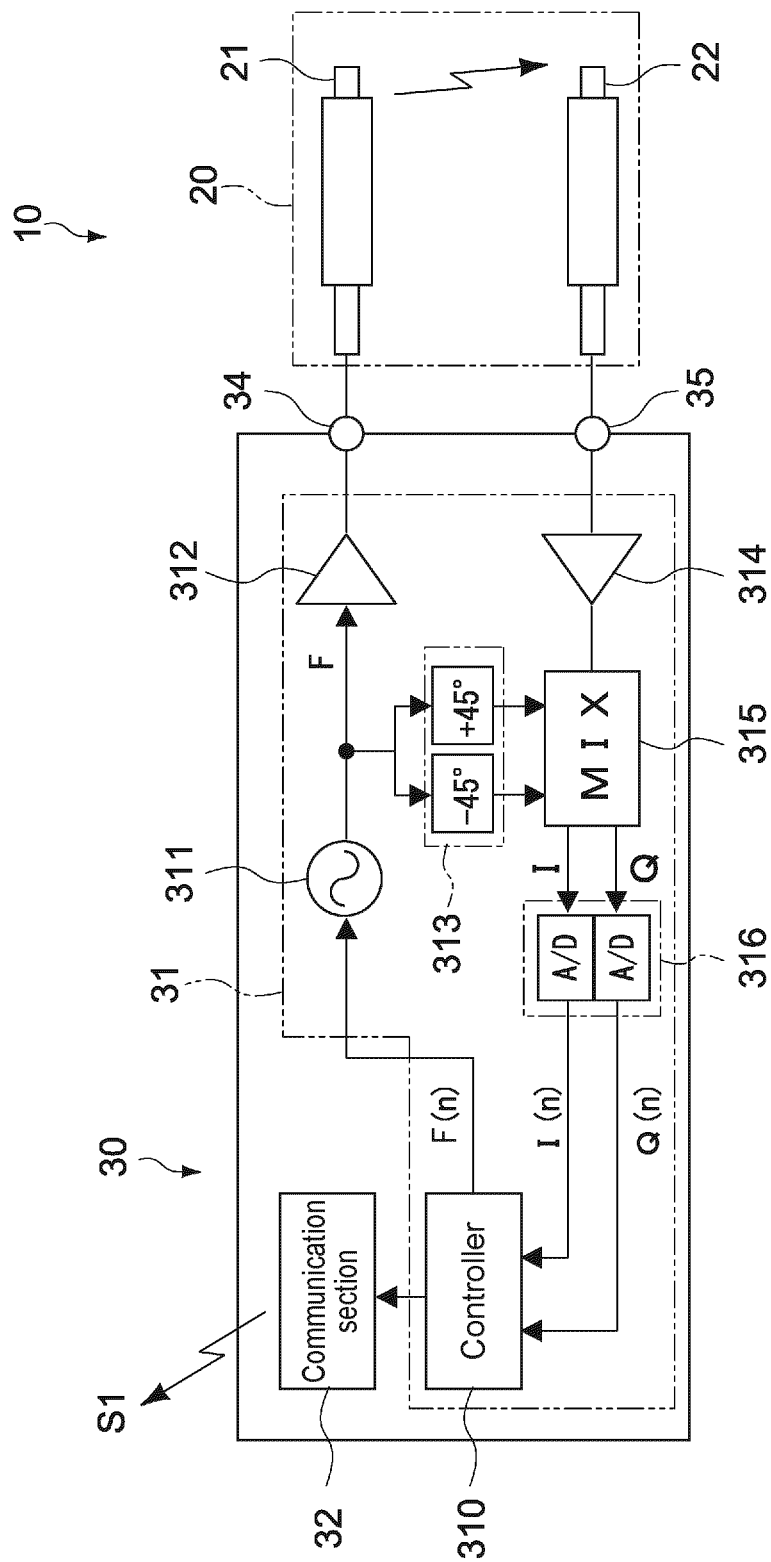 10
20
21
22
30
31
34
35
311
F
312
313
-45°
+45°
314
MIX
315
I
Q
A/D
A/D
316
F(n)
I(n)
Q(n)
S1
Communication
section
32
Controller
310